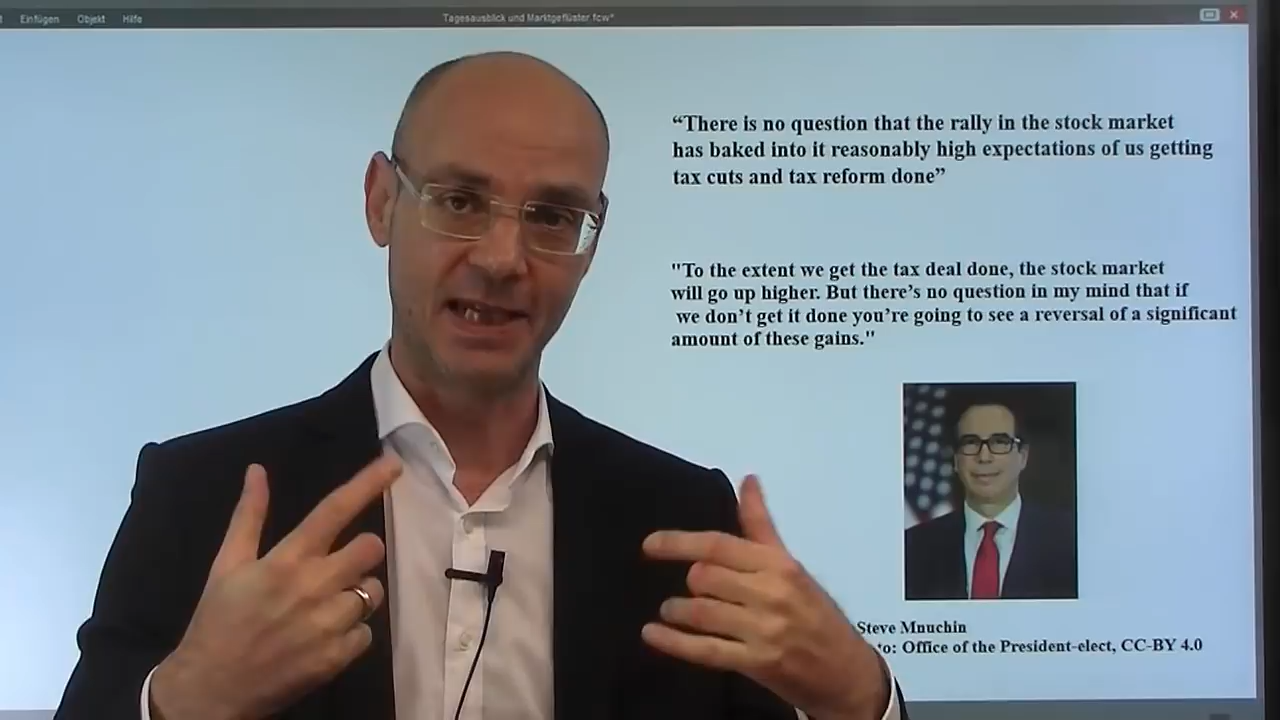 Einfügen Objekt Hilfe Tagesausblick und Marktgeflüster.fcw*
“There is no question that the rally in the stock market
has baked into it reasonably high expectations of us getting
tax cuts and tax reform done”
"To the extent we get the tax deal done, the stock market
will go up higher. But there’s no question in my mind that if
we don’t get it done you’re going to see a reversal of a significant
amount of these gains."
Steve Mnuchin
to: Office of the President-elect, CC-BY 4.0